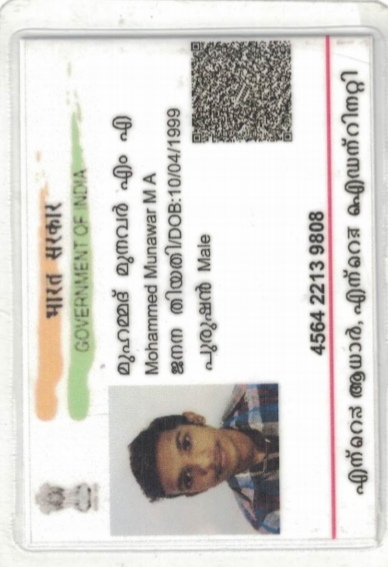 भारत सरकार
GOVERNMENT OF INDIA
മുഹമ്മദ് മുനവർ എം എ
Mohammed Munawar M A
ജനന തിയതി/DOB:10/04/1999
പുരുഷൻ Male
4564 2213 9808
എന്റെ ആധാർ, എന്റെ ഐഡന്റിറ്റി